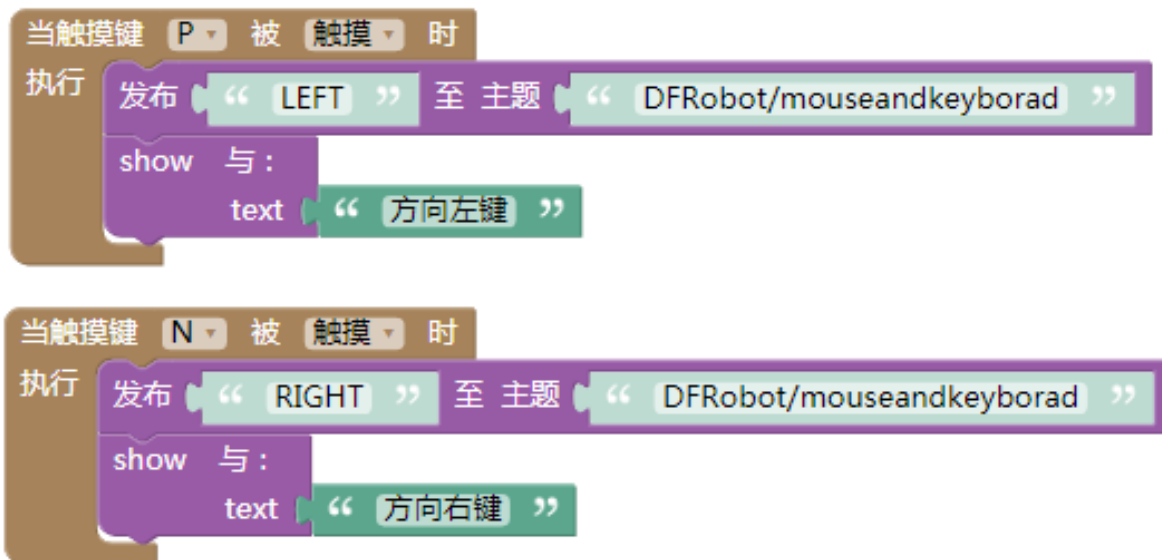 当触摸键 P 被 触摸 时
执行 发布 “ LEFT ” 至 主题 “ DFRobot/mouseandkeyborad ”
show 与：
text “ 方向左键 ”
当触摸键 N 被 触摸 时
执行 发布 “ RIGHT ” 至 主题 “ DFRobot/mouseandkeyborad ”
show 与：
text “ 方向右键 ”